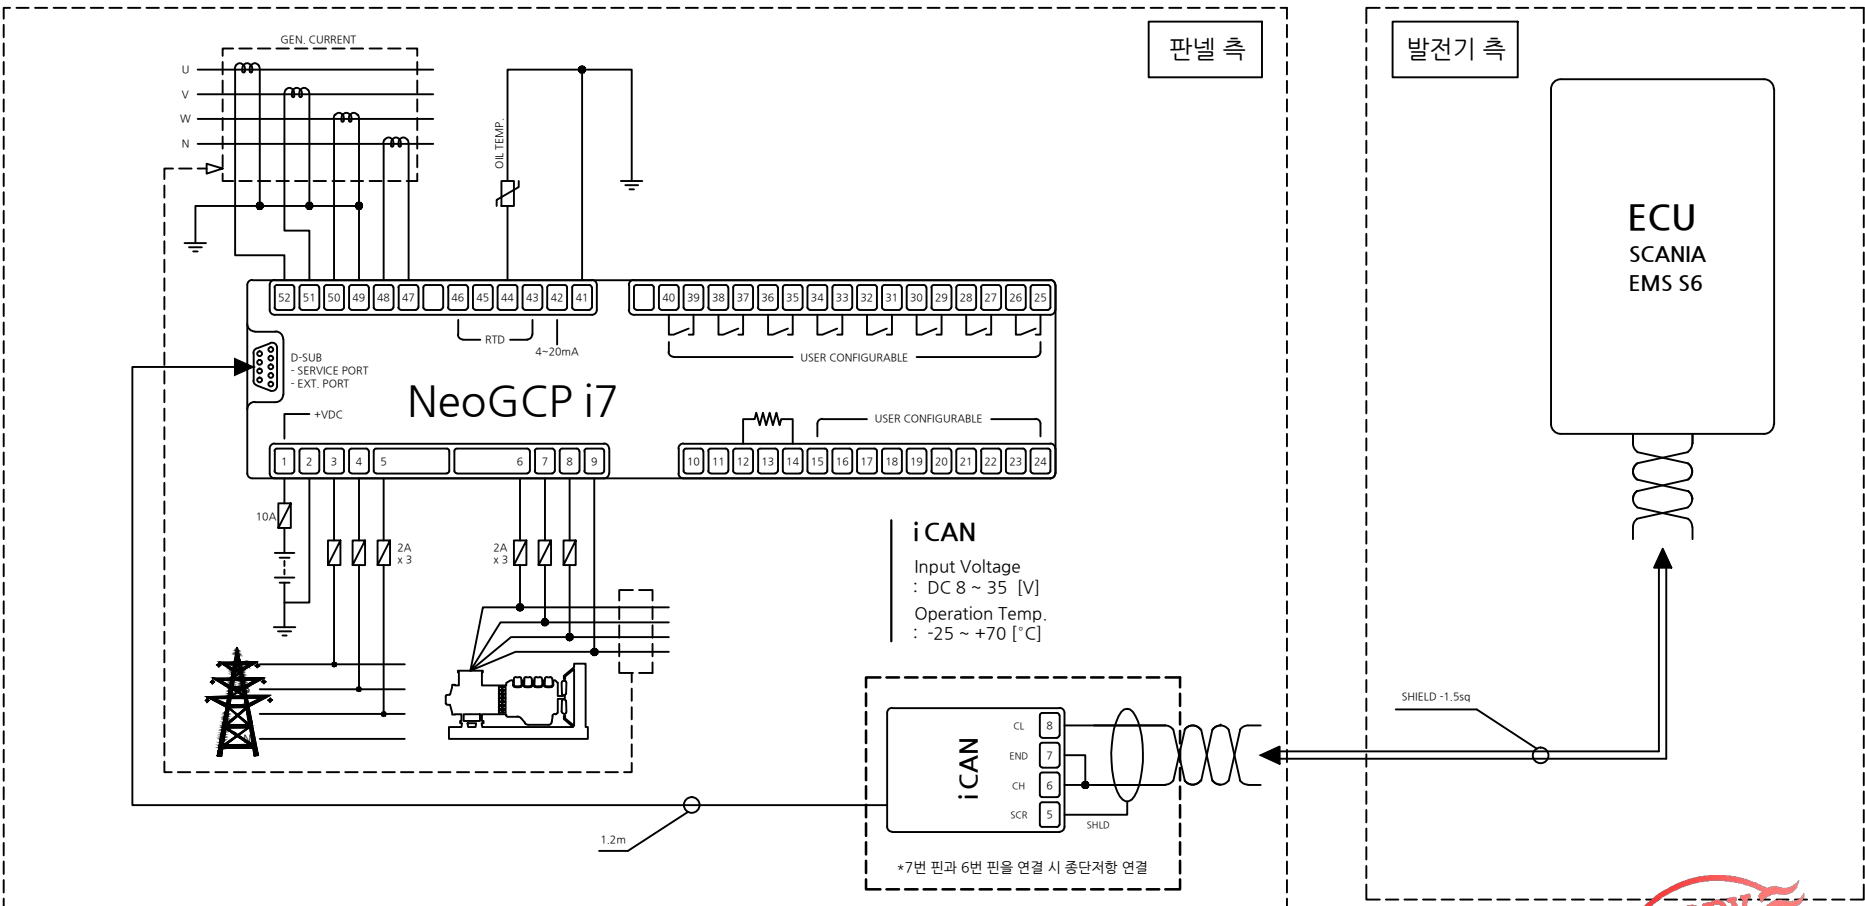 GEN. CURRENT
U
V
W
N
OIL TEMP.
판넬 측
발전기 측
ECU
SCANIA
EMS S6
52 51 50 49 48 47 46 45 44 43 42 41
40 39 38 37 36 35 34 33 32 31 30 29 28 27 26 25
RTD
4~20mA
USER CONFIGURABLE
D-SUB
- SERVICE PORT
- EXT. PORT
NeoGCP i7
+VDC
USER CONFIGURABLE
1 2 3 4 5 6 7 8 9
10 11 12 13 14 15 16 17 18 19 20 21 22 23 24
10A
2A
x 3
2A
x 3
i CAN
Input Voltage
: DC 8 ~ 35 [V]
Operation Temp.
: -25 ~ +70 [°C]
SHIELD -1.5sq
iCAN
CL 8
END 7
CH 6
SCR 5
SHLD
1.2m
*7번 핀과 6번 핀을 연결 시 종단저항 연결